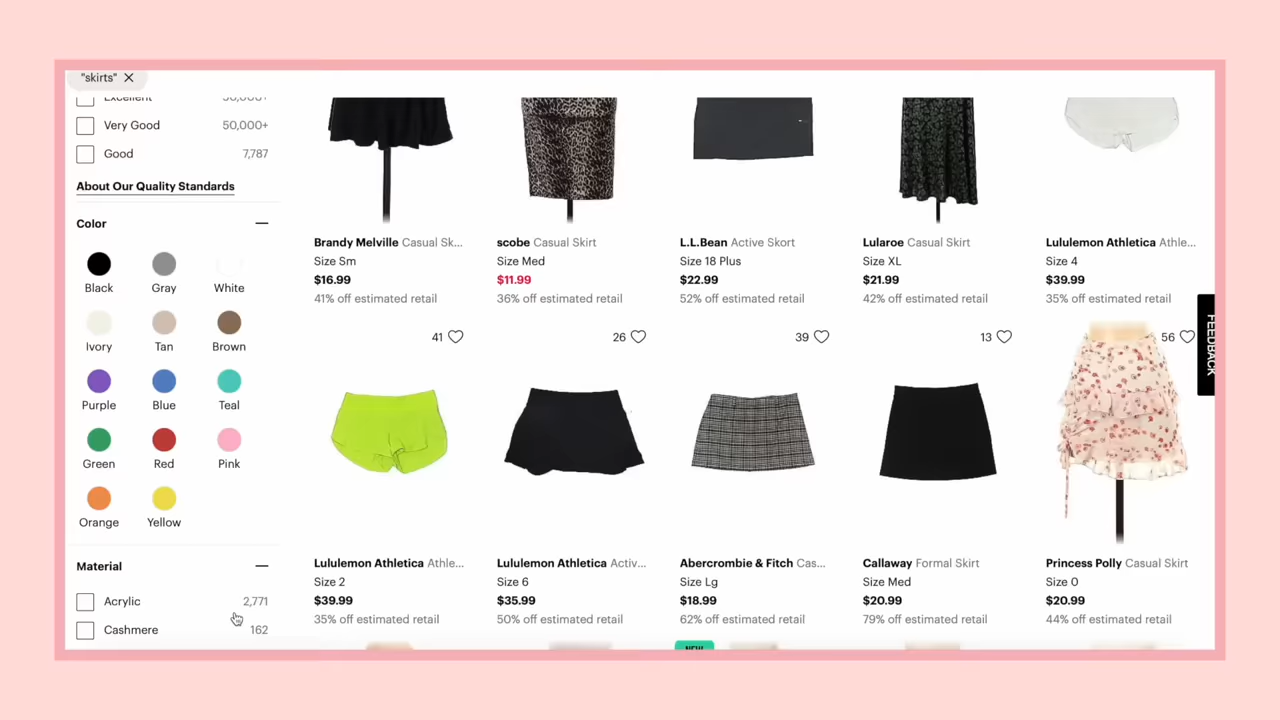 "skirts"
Excellent 50,000+
Very Good 50,000+
Good 7,787
About Our Quality Standards
Color
Black Gray White
Ivory Tan Brown
Purple Blue Teal
Green Red Pink
Orange Yellow
Material
Acrylic 2,771
Cashmere 162
Brandy Melville Casual Sk...
Size Sm
$16.99
41% off estimated retail
scobe Casual Skirt
Size Med
$11.99
36% off estimated retail
L.L.Bean Active Skort
Size 18 Plus
$22.99
52% off estimated retail
Lularoe Casual Skirt
Size XL
$21.99
42% off estimated retail
Lululemon Athletica Athle...
Size 4
$39.99
35% off estimated retail
41
Lululemon Athletica Athle...
Size 2
$39.99
35% off estimated retail
26
Lululemon Athletica Activ...
Size 6
$35.99
50% off estimated retail
39
Abercrombie & Fitch Cas...
Size Lg
$18.99
62% off estimated retail
13
Callaway Formal Skirt
Size Med
$20.99
79% off estimated retail
56
Princess Polly Casual Skirt
Size 0
$20.99
44% off estimated retail
NEW!
FEEDBACK